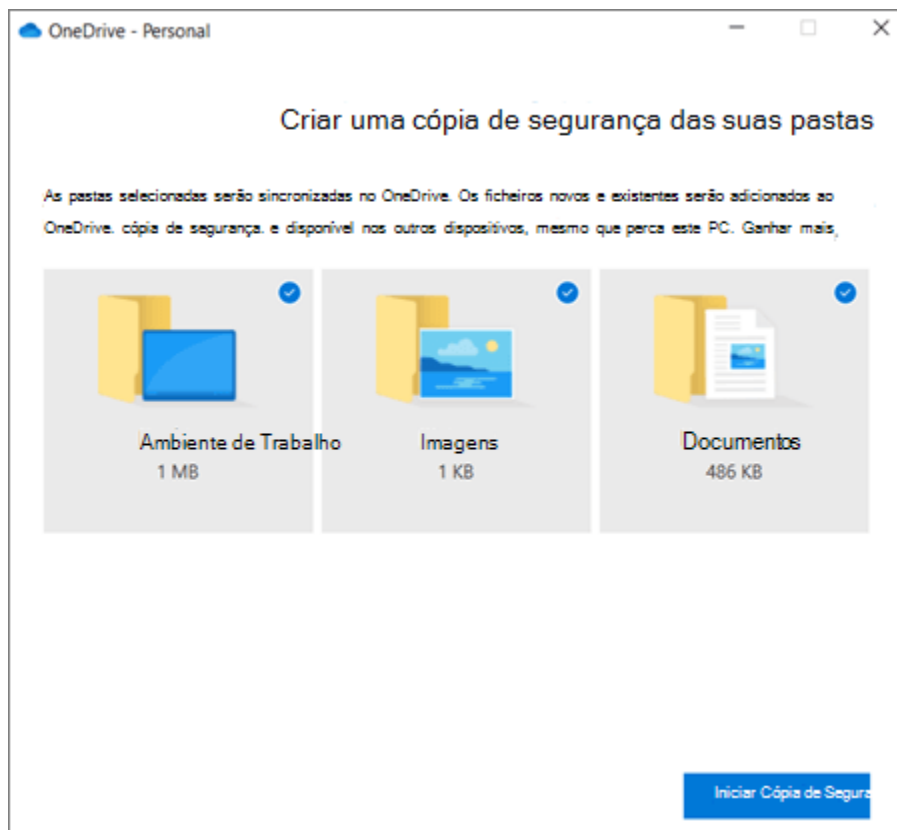 OneDrive - Personal
Criar uma cópia de segurança das suas pastas
As pastas selecionadas serão sincronizadas no OneDrive. Os ficheiros novos e existentes serão adicionados ao
OneDrive. cópia de segurança. e disponível nos outros dispositivos, mesmo que perca este PC. Ganhar mais,
Ambiente de Trabalho
Imagens
Documentos
1 MB
1 KB
486 KB
Iniciar Cópia de Segura